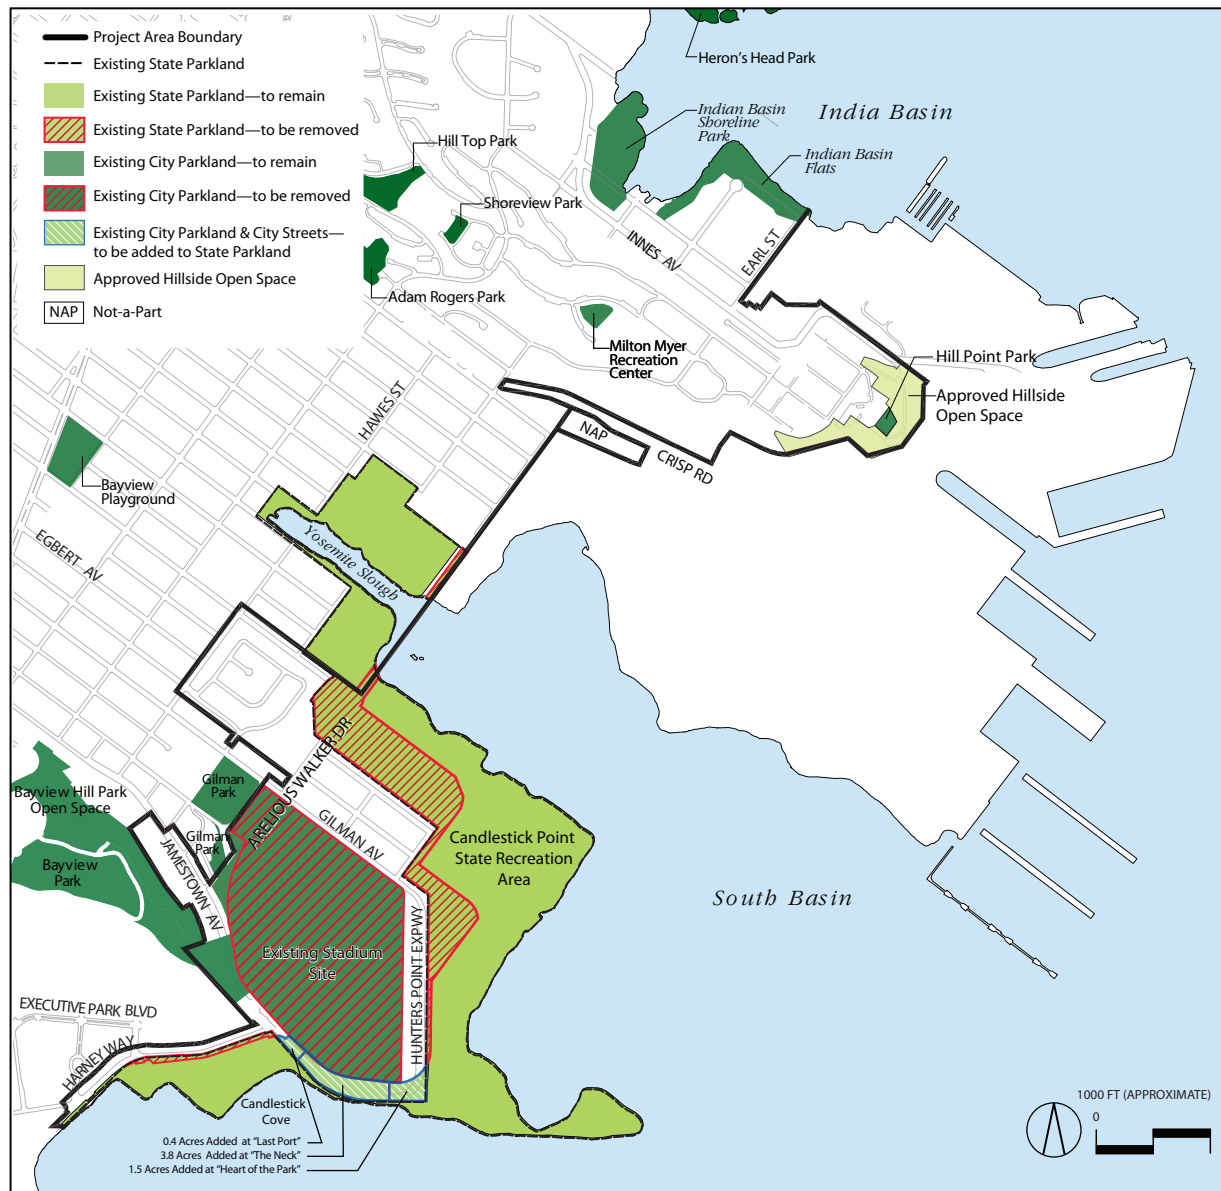 Project Area Boundary
Existing State Parkland
Existing State Parkland—to remain
Existing State Parkland—to be removed
Existing City Parkland—to remain
Existing City Parkland—to be removed
Existing City Parkland & City Streets—
to be added to State Parkland
Approved Hillside Open Space
NAP Not-a-Part
Heron's Head Park
Indian Basin
Shoreline
Park
India Basin
Indian Basin
Flats
Hill Top Park
Shoreview Park
INNES AV
EARL ST
Adam Rogers Park
Milton Myer
Recreation
Center
Hill Point Park
Approved Hillside
Open Space
HAWES ST
NAP
CRISP RD
Bayview
Playground
EGBERT AV
Yosemite Slough
ARELIOUS WALKER DR
Gilman
Park
Bayview Hill Park
Open Space
GILMAN AV
Gilman
Park
JAMESTOWN AV
Bayview
Park
Candlestick Point
State Recreation
Area
South Basin
Existing Stadium
Site
HUNTERS POINT EXPWY
EXECUTIVE PARK BLVD
HARNEY WAY
Candlestick
Cove
0.4 Acres Added at “Last Port”
3.8 Acres Added at “The Neck”
1.5 Acres Added at “Heart of the Park”
1000 FT (APPROXIMATE)
0